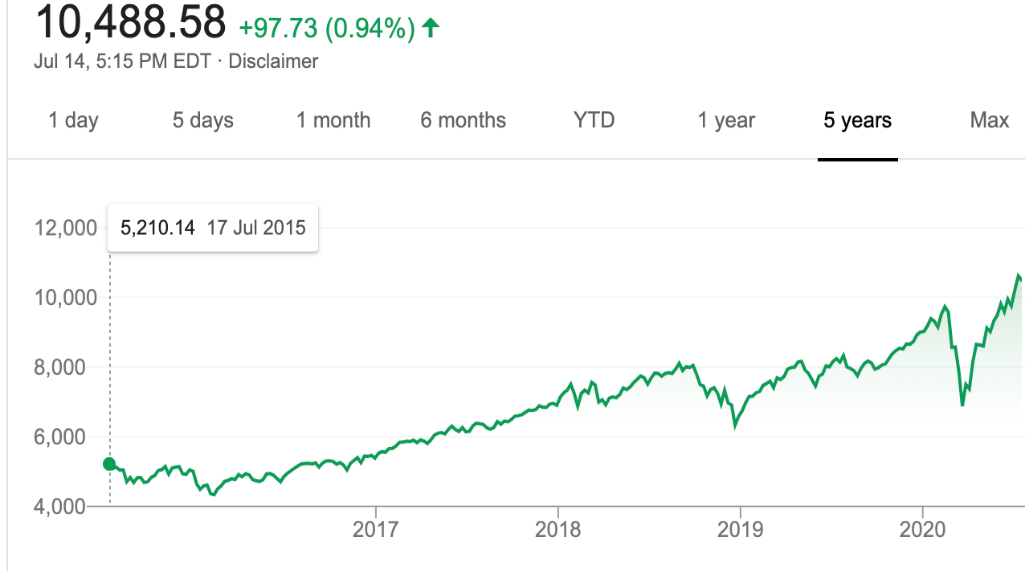 10,488.58 +97.73 (0.94%) ↑
Jul 14, 5:15 PM EDT · Disclaimer
1 day 5 days 1 month 6 months YTD 1 year 5 years Max
12,000
5,210.14 17 Jul 2015
10,000
8,000
6,000
4,000
2017 2018 2019 2020